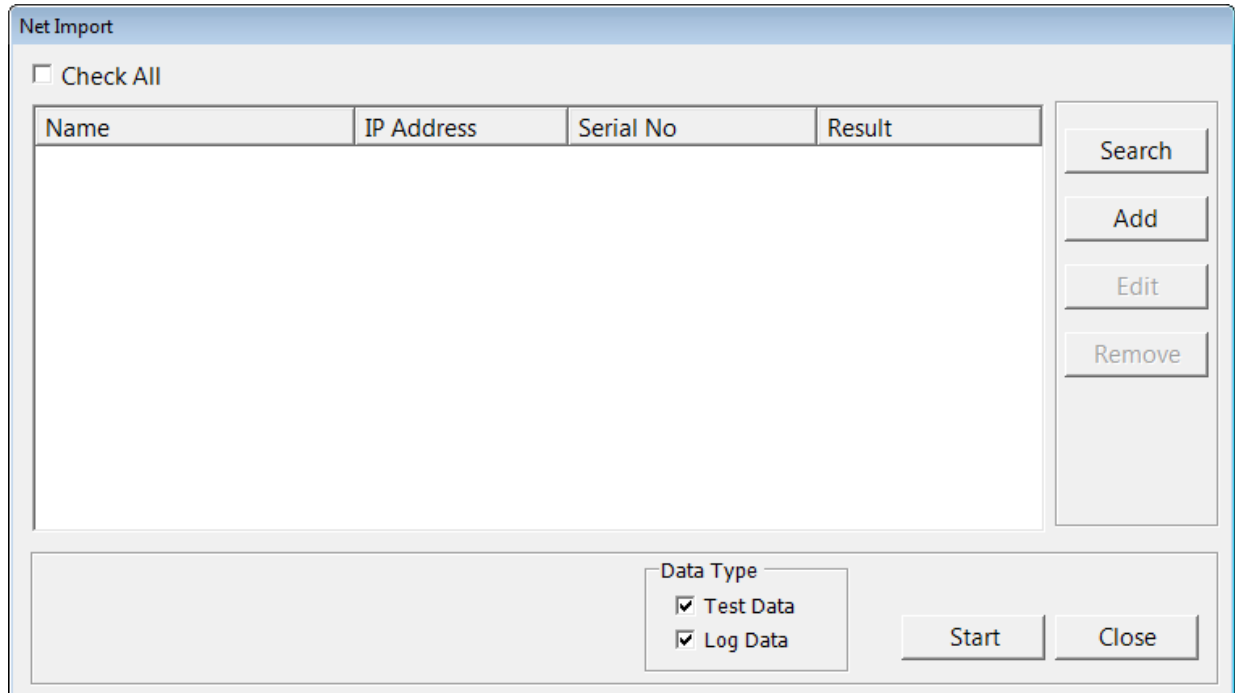 Net Import
Check All
Name IP Address Serial No Result
Search
Add
Edit
Remove
Data Type
Test Data
Log Data
Start Close